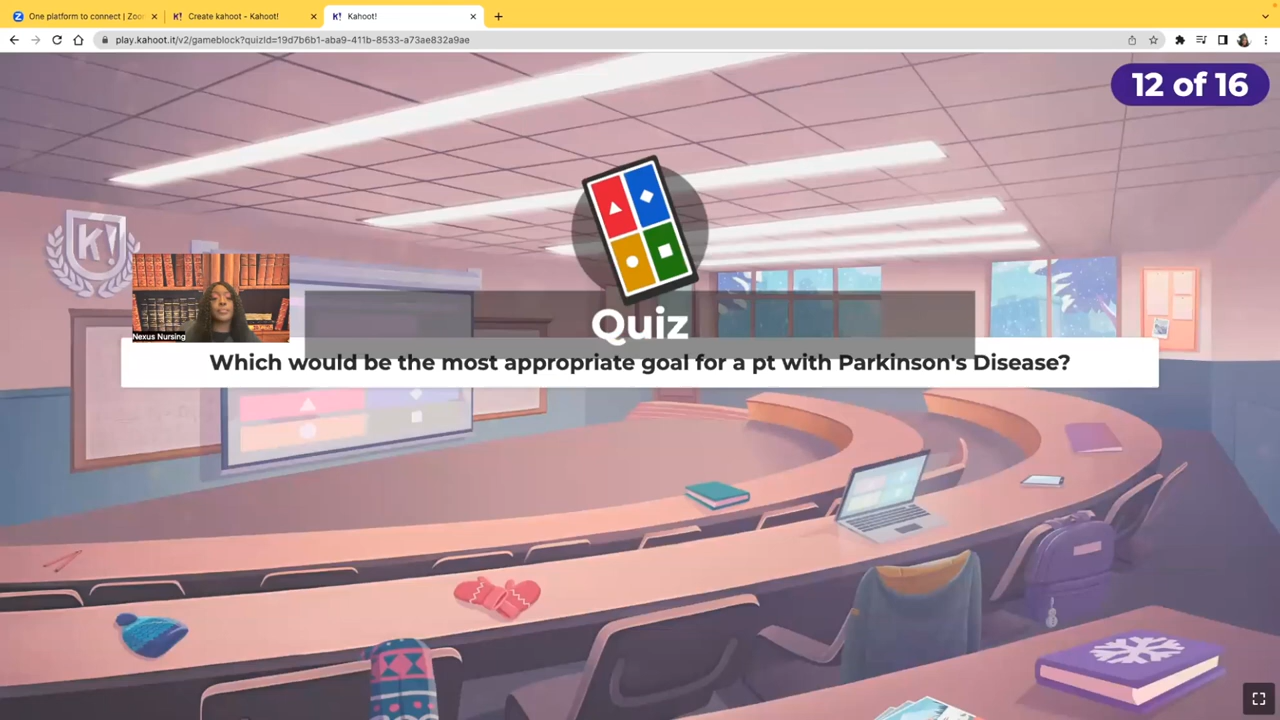 One platform to connect | Zoo
Create kahoot - Kahoot!
Kahoot!
play.kahoot.it/v2/gameblock?quizId=19d7b6b1-aba9-411b-8533-a73ae832a9ae
12 of 16
K!
Nexus Nursing
Quiz
Which would be the most appropriate goal for a pt with Parkinson's Disease?